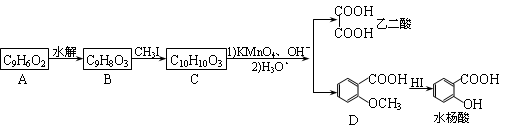 COOH
COOH 乙二酸
C₉H₆O₂ 水解 C₉H₈O₃ CH₃I C₁₀H₁₀O₃ 1)KMnO₄、OH⁻
2)H₃O⁺
A B C
COOH HI COOH
OCH₃ OH
D 水杨酸